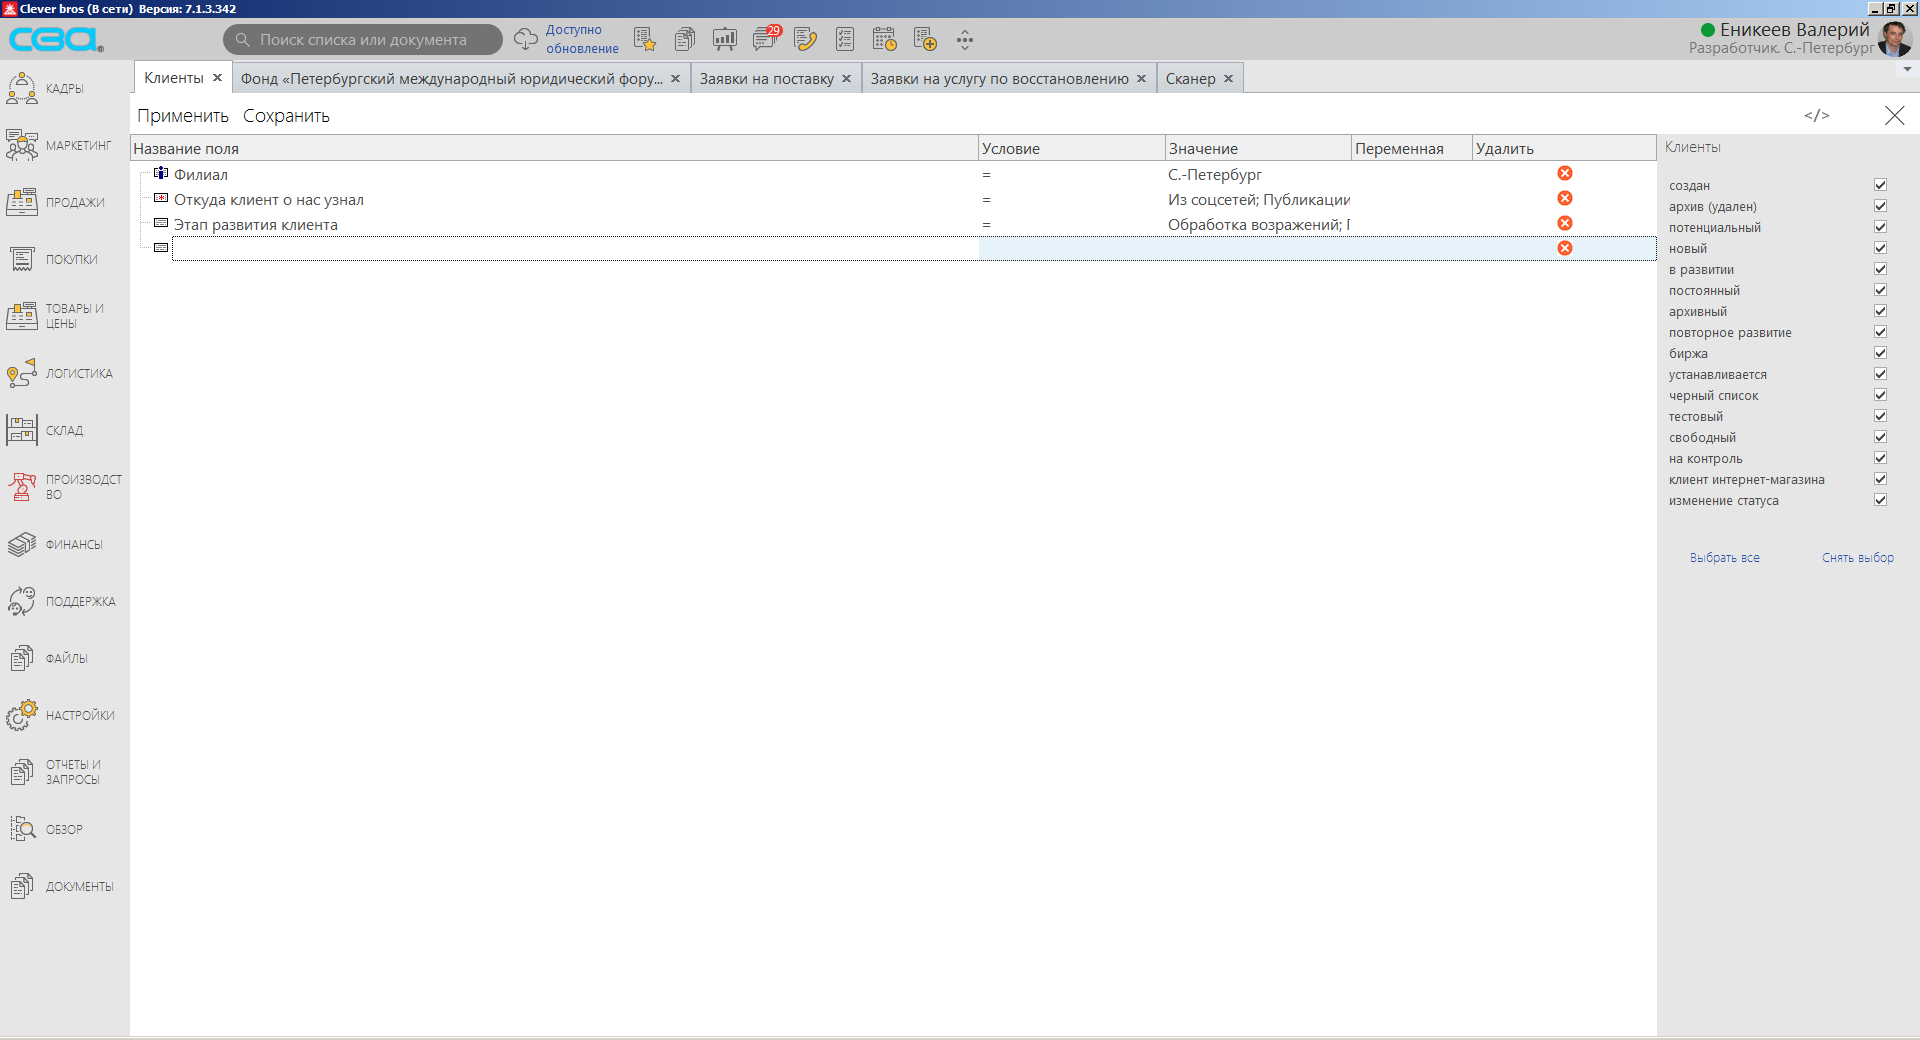 Clever bros (В сети) Версия: 7.1.3.342
сва®
Поиск списка или документа
Доступно
обновление
29
Еникеев Валерий
Разработчик. С.-Петербург
Клиенты
Фонд «Петербургский международный юридический фору...
Заявки на поставку
Заявки на услугу по восстановлению
Сканер
Применить Сохранить
</>
Название поля Условие Значение Переменная Удалить
Филиал = С.-Петербург
Откуда клиент о нас узнал = Из соцсетей; Публикации
Этап развития клиента = Обработка возражений;
КАДРЫ
МАРКЕТИНГ
ПРОДАЖИ
ПОКУПКИ
ТОВАРЫ И
ЦЕНЫ
ЛОГИСТИКА
СКЛАД
ПРОИЗВОДСТ
ВО
ФИНАНСЫ
ПОДДЕРЖКА
ФАЙЛЫ
НАСТРОЙКИ
ОТЧЕТЫ И
ЗАПРОСЫ
ОБЗОР
ДОКУМЕНТЫ
Клиенты
создан
архив (удален)
потенциальный
новый
в развитии
постоянный
архивный
повторное развитие
биржа
устанавливается
черный список
тестовый
свободный
на контроль
клиент интернет-магазина
изменение статуса
Выбрать все Снять выбор